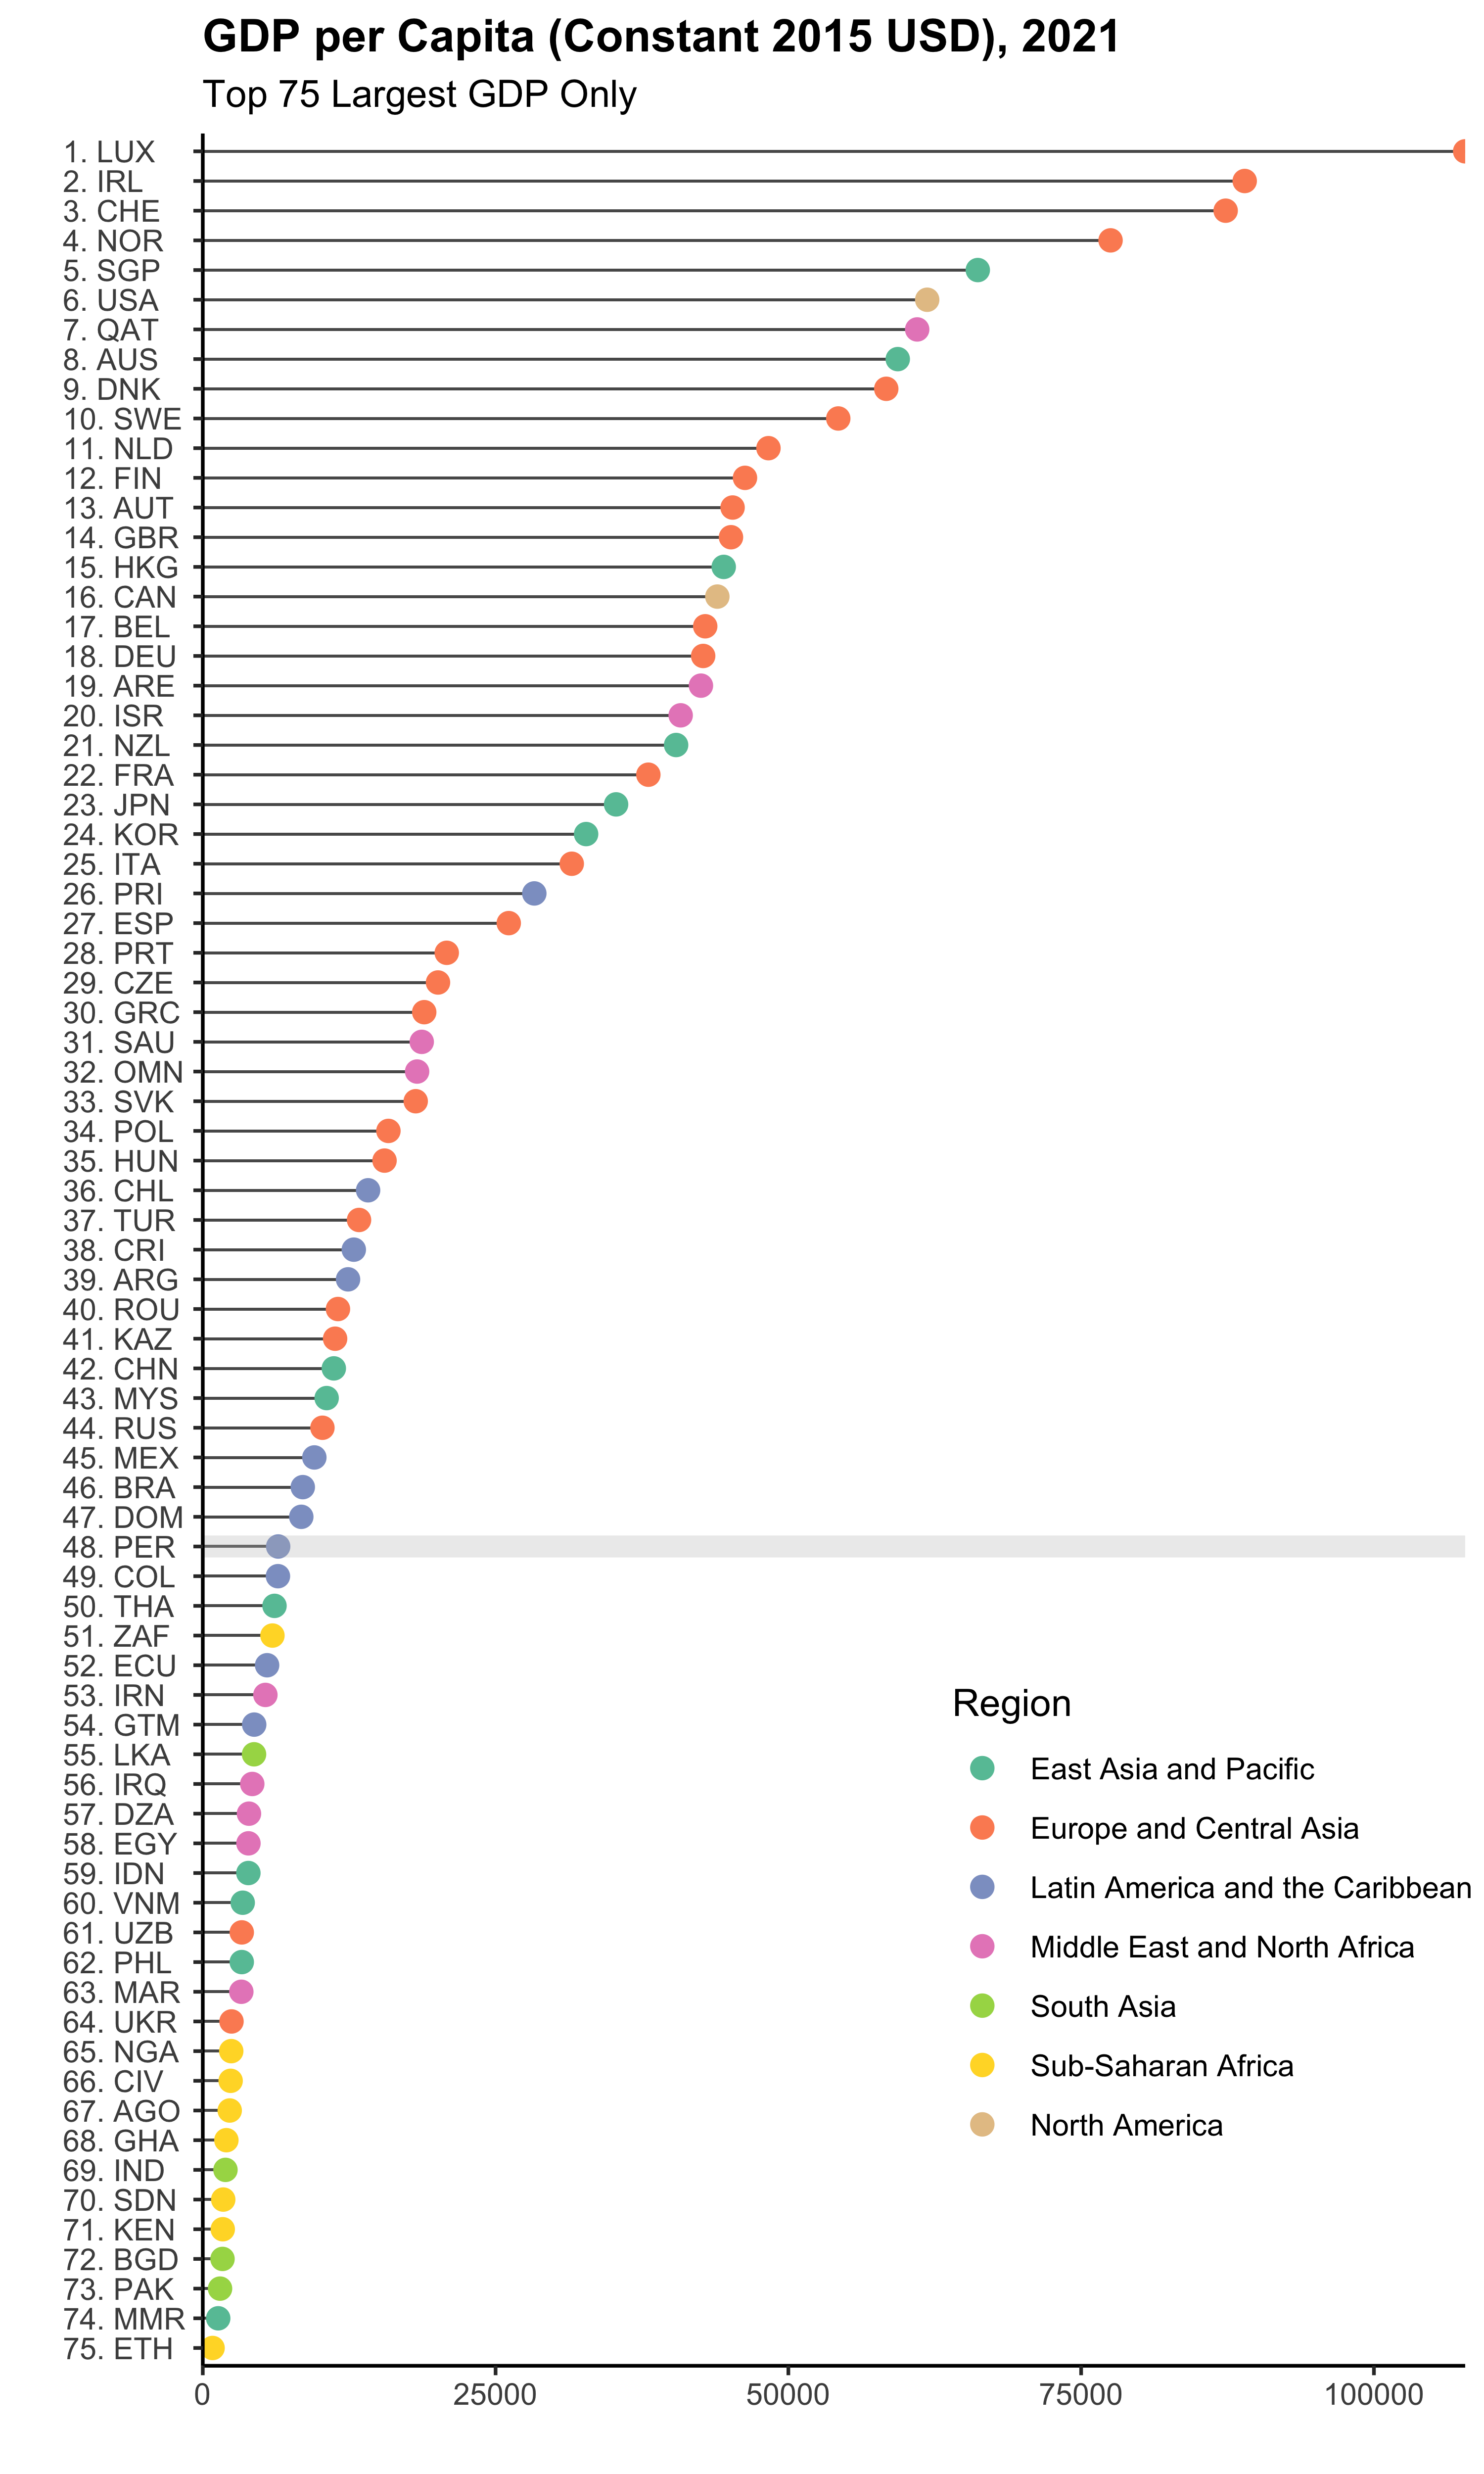 GDP per Capita (Constant 2015 USD), 2021
Top 75 Largest GDP Only
1. LUX
2. IRL
3. CHE
4. NOR
5. SGP
6. USA
7. QAT
8. AUS
9. DNK
10. SWE
11. NLD
12. FIN
13. AUT
14. GBR
15. HKG
16. CAN
17. BEL
18. DEU
19. ARE
20. ISR
21. NZL
22. FRA
23. JPN
24. KOR
25. ITA
26. PRI
27. ESP
28. PRT
29. CZE
30. GRC
31. SAU
32. OMN
33. SVK
34. POL
35. HUN
36. CHL
37. TUR
38. CRI
39. ARG
40. ROU
41. KAZ
42. CHN
43. MYS
44. RUS
45. MEX
46. BRA
47. DOM
48. PER
49. COL
50. THA
51. ZAF
52. ECU
53. IRN
54. GTM
55. LKA
56. IRQ
57. DZA
58. EGY
59. IDN
60. VNM
61. UZB
62. PHL
63. MAR
64. UKR
65. NGA
66. CIV
67. AGO
68. GHA
69. IND
70. SDN
71. KEN
72. BGD
73. PAK
74. MMR
75. ETH
Region
East Asia and Pacific
Europe and Central Asia
Latin America and the Caribbean
Middle East and North Africa
South Asia
Sub-Saharan Africa
North America
0 25000 50000 75000 100000